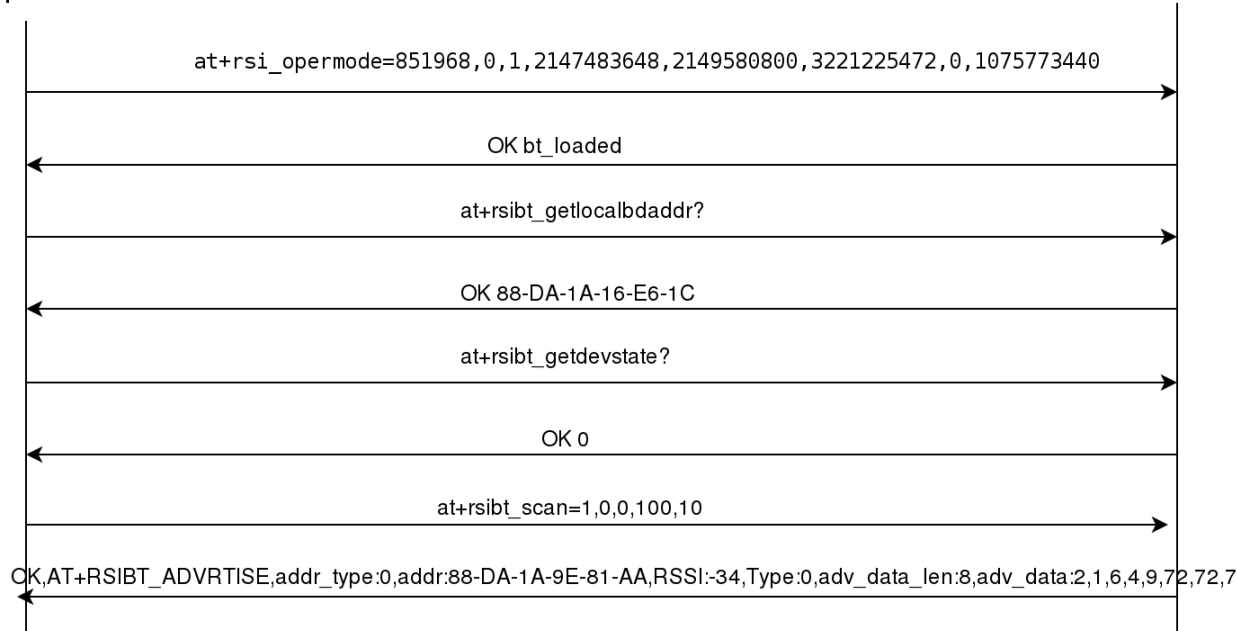 at+rsi_opermode=851968,0,1,2147483648,2149580800,3221225472,0,1075773440
OK bt_loaded
at+rsibt_getlocalbdaddr?
OK 88-DA-1A-16-E6-1C
at+rsibt_getdevstate?
OK 0
at+rsibt_scan=1,0,0,100,10
OK,AT+RSIBT_ADVRTISE,addr_type:0,addr:88-DA-1A-9E-81-AA,RSSI:-34,Type:0,adv_data_len:8,adv_data:2,1,6,4,9,72,72,7